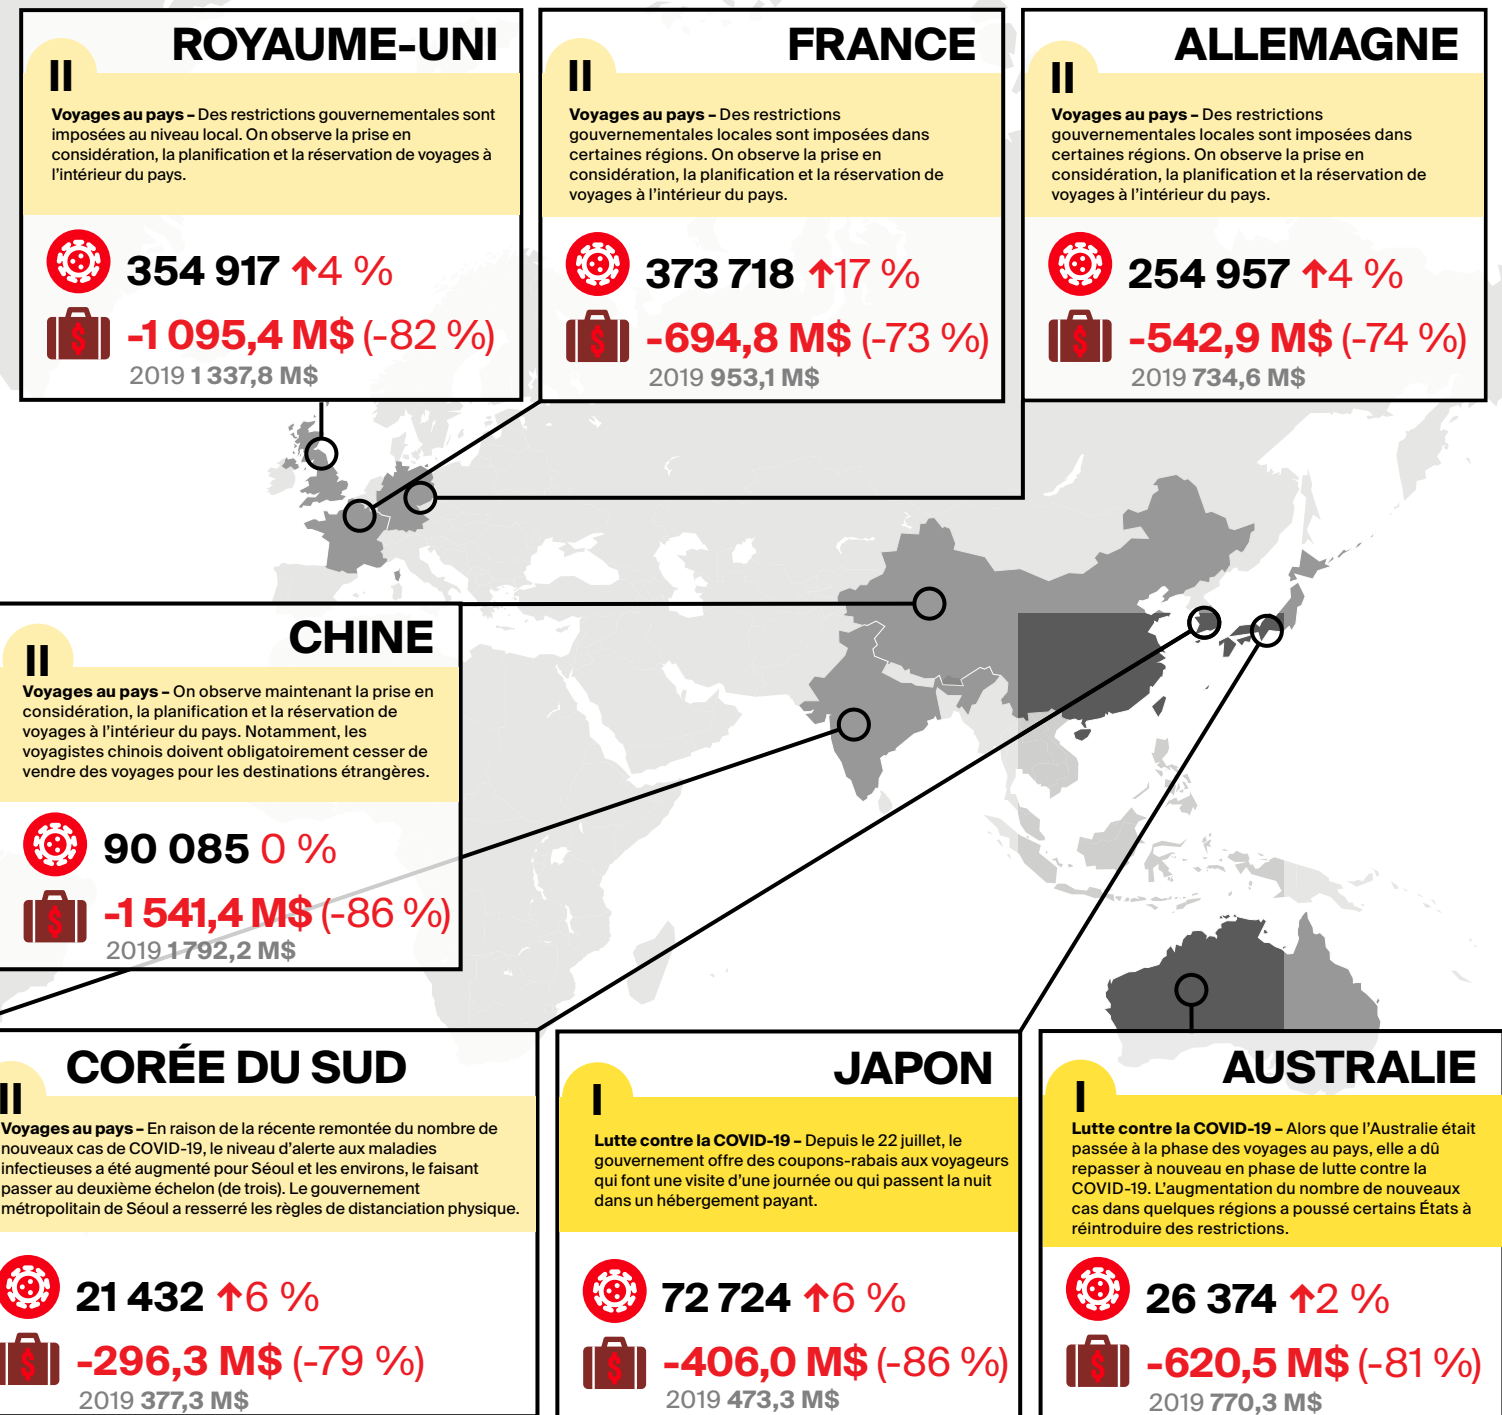 ROYAUME-UNI
II
Voyages au pays – Des restrictions gouvernementales sont
imposées au niveau local. On observe la prise en
considération, la planification et la réservation de voyages à
l’intérieur du pays.
354 917 ↑4 %
-1 095,4 M$ (-82 %)
2019 1 337,8 M$
FRANCE
II
Voyages au pays – Des restrictions
gouvernementales locales sont imposées dans
certaines régions. On observe la prise en
considération, la planification et la réservation de
voyages à l’intérieur du pays.
373 718 ↑17 %
-694,8 M$ (-73 %)
2019 953,1 M$
ALLEMAGNE
II
Voyages au pays – Des restrictions
gouvernementales locales sont imposées dans
certaines régions. On observe la prise en
considération, la planification et la réservation de
voyages à l’intérieur du pays.
254 957 ↑4 %
-542,9 M$ (-74 %)
2019 734,6 M$
CHINE
II
Voyages au pays – On observe maintenant la prise en
considération, la planification et la réservation de
voyages à l’intérieur du pays. Notamment, les
voyagistes chinois doivent obligatoirement cesser de
vendre des voyages pour les destinations étrangères.
90 085 0 %
-1 541,4 M$ (-86 %)
2019 1 792,2 M$
CORÉE DU SUD
II
Voyages au pays – En raison de la récente remontée du nombre de
nouveaux cas de COVID-19, le niveau d’alerte aux maladies
infectieuses a été augmenté pour Séoul et les environs, le faisant
passer au deuxième échelon (de trois). Le gouvernement
métropolitain de Séoul a resserré les règles de distanciation physique.
21 432 ↑6 %
-296,3 M$ (-79 %)
2019 377,3 M$
JAPON
I
Lutte contre la COVID-19 – Depuis le 22 juillet, le
gouvernement offre des coupons-rabais aux voyageurs
qui font une visite d’une journée ou qui passent la nuit
dans un hébergement payant.
72 724 ↑6 %
-406,0 M$ (-86 %)
2019 473,3 M$
AUSTRALIE
I
Lutte contre la COVID-19 – Alors que l’Australie était
passée à la phase des voyages au pays, elle a dû
repasser à nouveau en phase de lutte contre la
COVID-19. L’augmentation du nombre de nouveaux
cas dans quelques régions a poussé certains États à
réintroduire des restrictions.
26 374 ↑2 %
-620,5 M$ (-81 %)
2019 770,3 M$